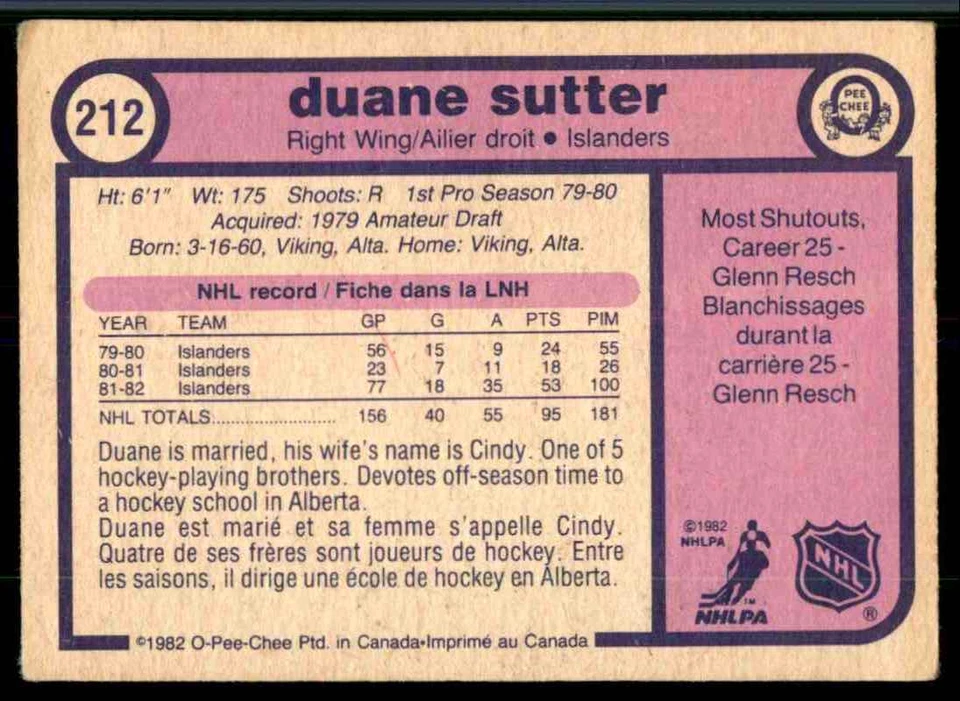 212
duane sutter
Right Wing/Ailier droit • Islanders
PEE
CHEE
Ht: 6'1" Wt: 175 Shoots: R 1st Pro Season 79-80
Acquired: 1979 Amateur Draft
Born: 3-16-60, Viking, Alta. Home: Viking, Alta.
NHL record / Fiche dans la LNH
YEAR TEAM GP G A PTS PIM
79-80 Islanders 56 15 9 24 55
80-81 Islanders 23 7 11 18 26
81-82 Islanders 77 18 35 53 100
NHL TOTALS........................ 156 40 55 95 181
Duane is married, his wife's name is Cindy. One of 5
hockey-playing brothers. Devotes off-season time to
a hockey school in Alberta.
Duane est marié et sa femme s'appelle Cindy.
Quatre de ses frères sont joueurs de hockey. Entre
les saisons, il dirige une école de hockey en Alberta.
©1982 O-Pee-Chee Ptd. in Canada•Imprimé au Canada
Most Shutouts,
Career 25 -
Glenn Resch
Blanchissages
durant la
carrière 25 -
Glenn Resch
©1982
NHLPA
TM
NHLPA
NHL
®